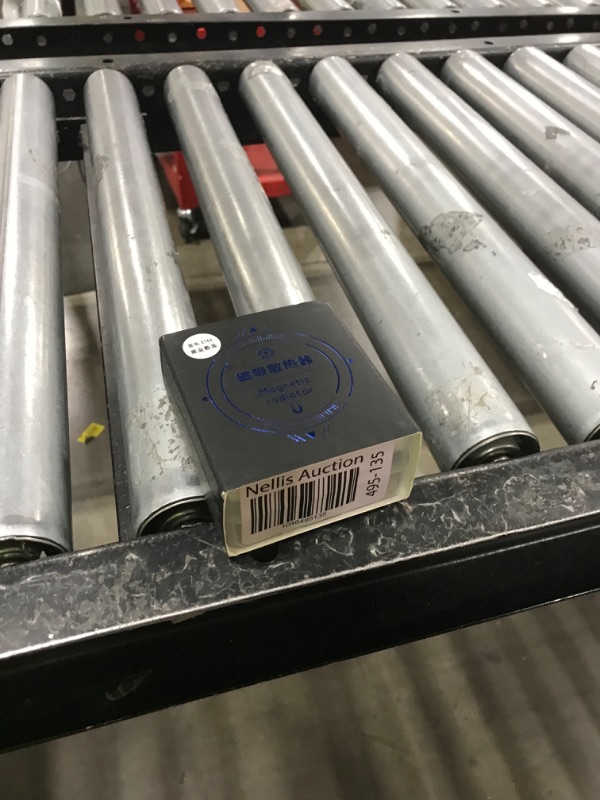 磁吸散热器
Magnetic
radiator
Nellis Auction
495-135